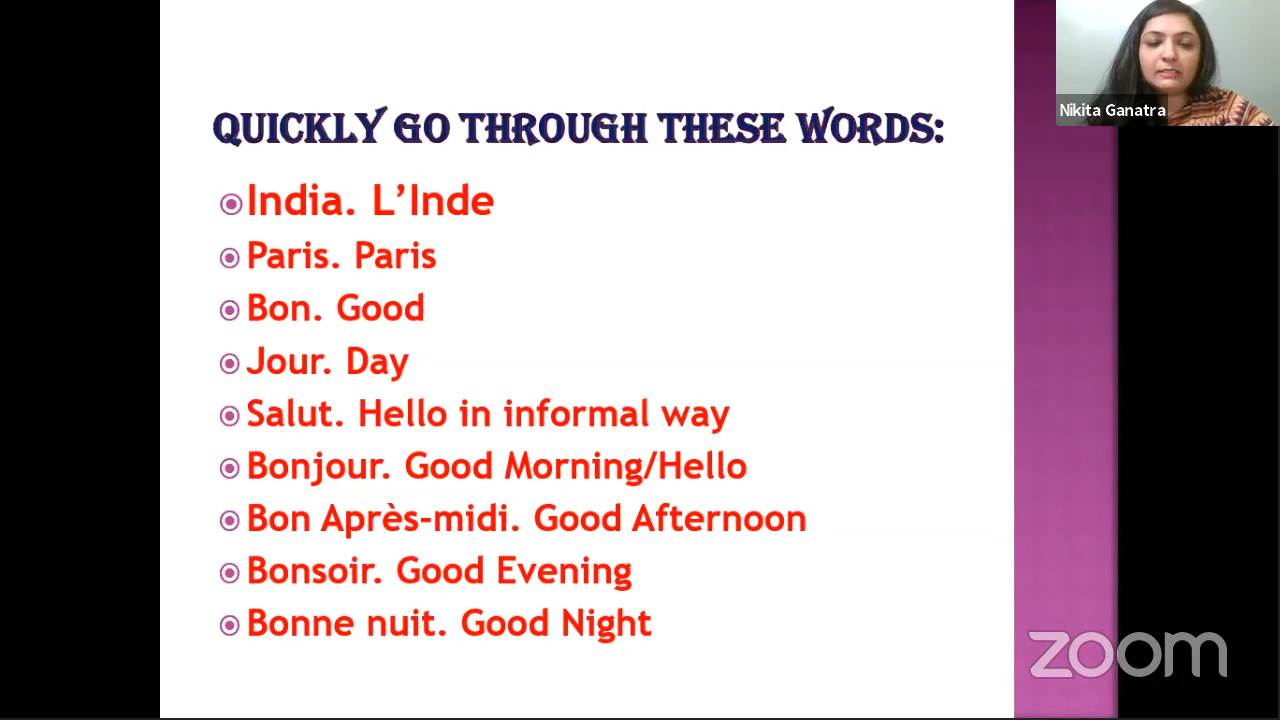 QUICKLY GO THROUGH THESE WORDS:
India. L’Inde
Paris. Paris
Bon. Good
Jour. Day
Salut. Hello in informal way
Bonjour. Good Morning/Hello
Bon Après-midi. Good Afternoon
Bonsoir. Good Evening
Bonne nuit. Good Night
Nikita Ganatra
zoom